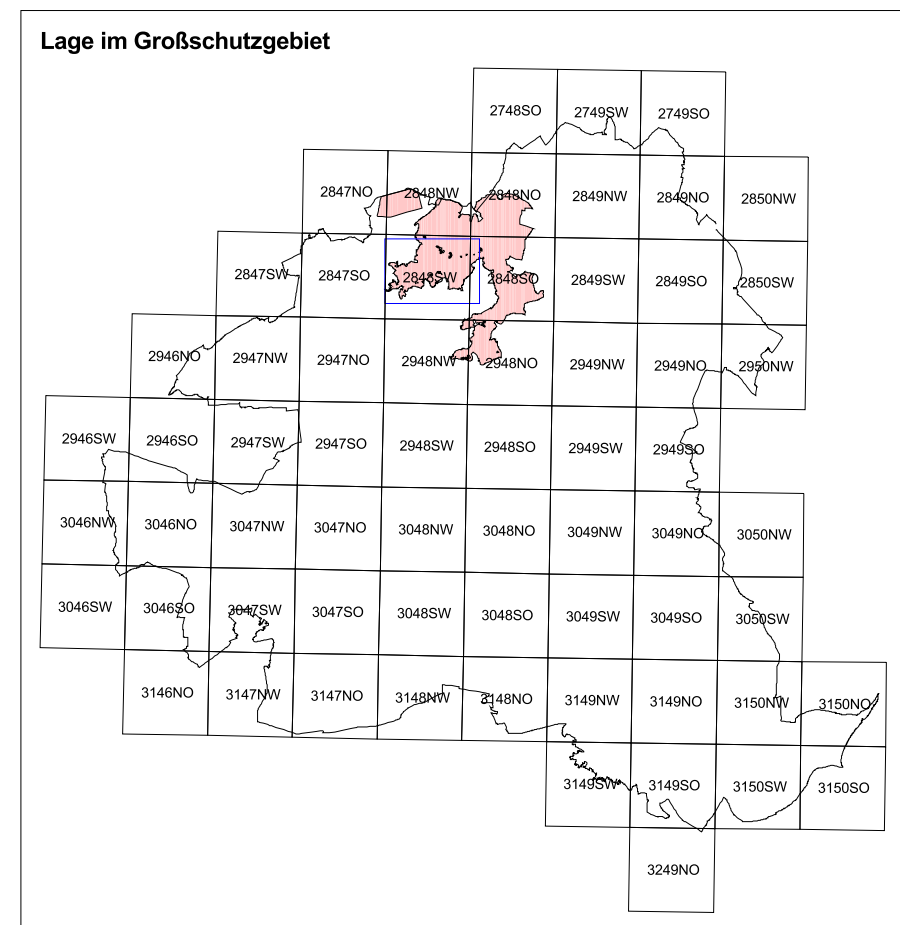 Lage im Großschutzgebiet
2748SO 2749SW 2749SO
2847NO 2848NW 2848NO 2849NW 2849NO 2850NW
2847SW 2847SO 2848SW 2848SO 2849SW 2849SO 2850SW
2946NO 2947NW 2947NO 2948NW 2948NO 2949NW 2949NO 2950NW
2946SW 2946SO 2947SW 2947SO 2948SW 2948SO 2949SW 2949SO
3046NW 3046NO 3047NW 3047NO 3048NW 3048NO 3049NW 3049NO 3050NW
3046SW 3046SO 3047SW 3047SO 3048SW 3048SO 3049SW 3049SO 3050SW
3146NO 3147NW 3147NO 3148NW 3148NO 3149NW 3149NO 3150NW 3150NO
3149SW 3149SO 3150SW 3150SO
3249NO